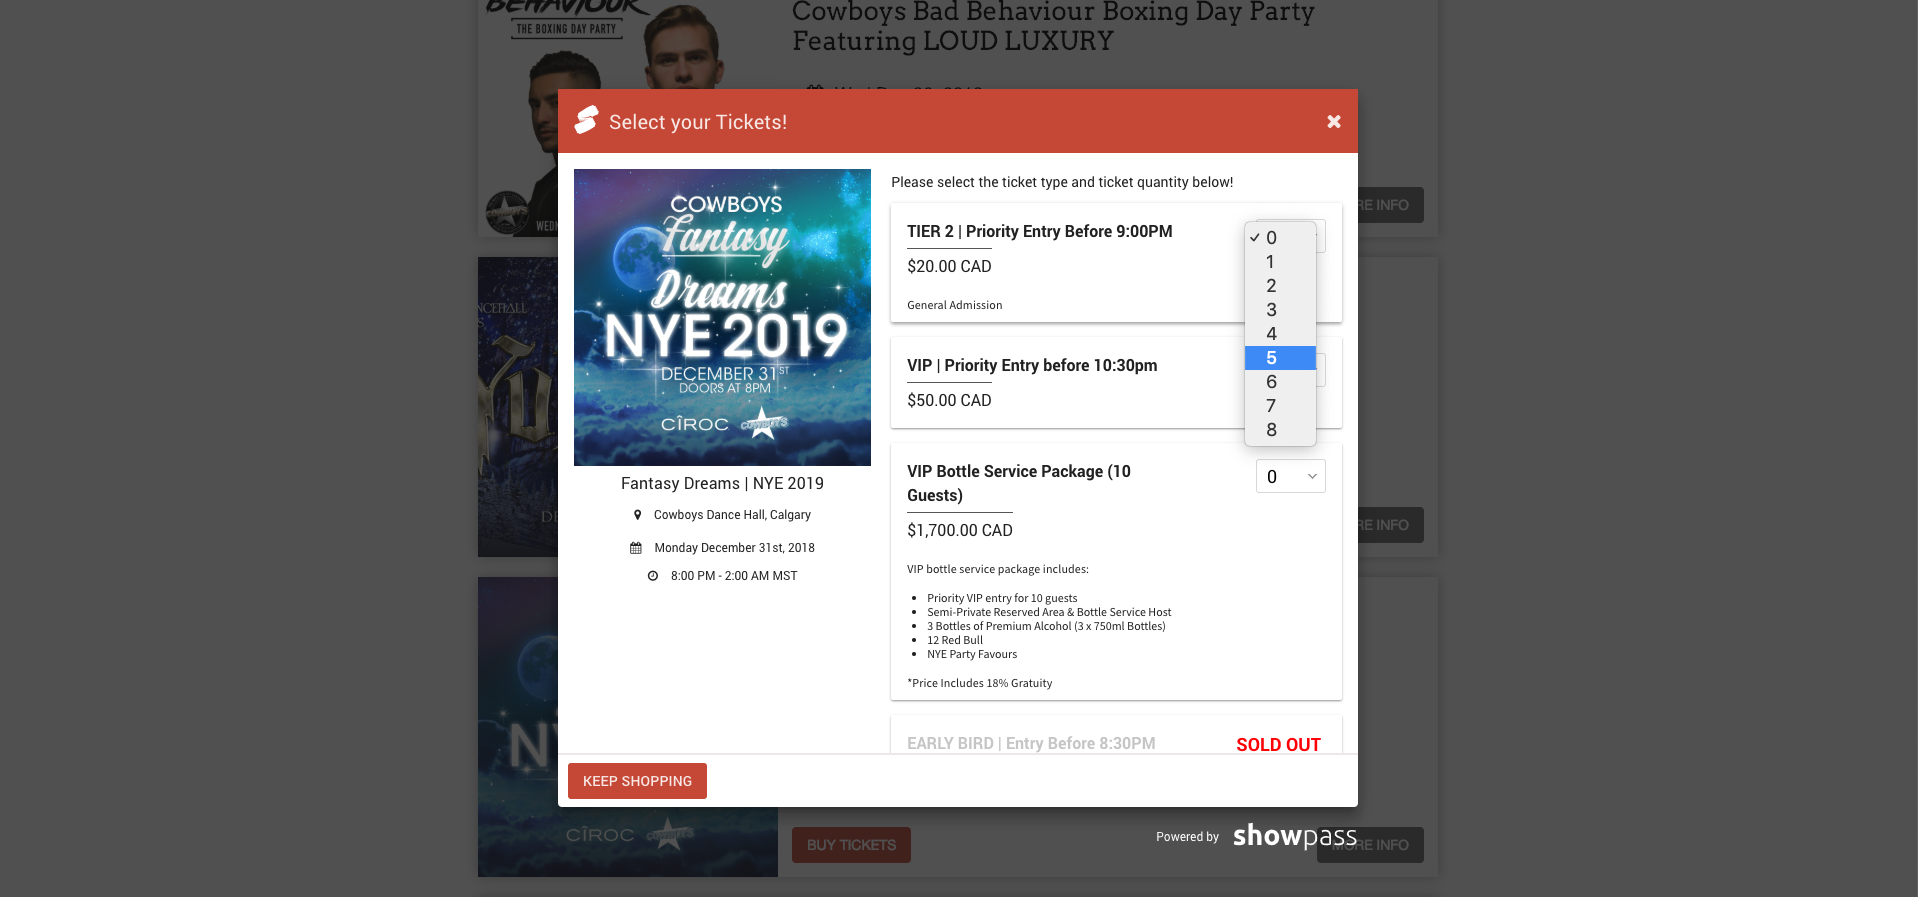 BEHAVIOUR
THE BOXING DAY PARTY
Cowboys Bad Behaviour Boxing Day Party
Featuring LOUD LUXURY
Select your Tickets!
COWBOYS
Fantasy
Dreams
NYE 2019
DECEMBER 31ST
DOORS AT 8PM
CÎROC COWBOYS
Fantasy Dreams | NYE 2019
Cowboys Dance Hall, Calgary
Monday December 31st, 2018
8:00 PM - 2:00 AM MST
Please select the ticket type and ticket quantity below!
TIER 2 | Priority Entry Before 9:00PM
$20.00 CAD
General Admission
VIP | Priority Entry before 10:30pm
$50.00 CAD
✓ 0
1
2
3
4
5
6
7
8
VIP Bottle Service Package (10
Guests)
0
$1,700.00 CAD
VIP bottle service package includes:
• Priority VIP entry for 10 guests
• Semi-Private Reserved Area & Bottle Service Host
• 3 Bottles of Premium Alcohol (3 x 750ml Bottles)
• 12 Red Bull
• NYE Party Favours
*Price Includes 18% Gratuity
EARLY BIRD | Entry Before 8:30PM
SOLD OUT
KEEP SHOPPING
CÎROC
BUY TICKETS
Powered by showpass
MORE INFO